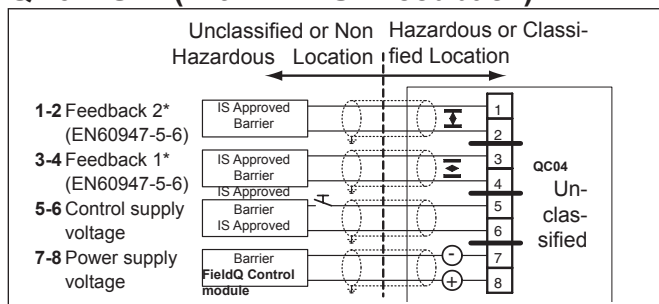 Unclassified or Non
Hazardous Location
Hazardous or Classi-
fied Location
1-2 Feedback 2*
(EN60947-5-6)
IS Approved
Barrier
1
2
3-4 Feedback 1*
(EN60947-5-6)
IS Approved
Barrier
3
4
5-6 Control supply
voltage
IS Approved
Barrier
IS Approved
5
6
7-8 Power supply
voltage
Barrier
FieldQ Control
module
-
+
7
8
QC04
Un-
clas-
sified